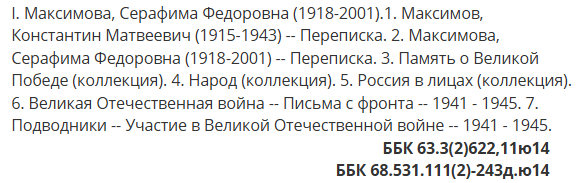 I. Максимова, Серафима Федоровна (1918-2001).1. Максимов,
Константин Матвеевич (1915-1943) -- Переписка. 2. Максимова,
Серафима Федоровна (1918-2001) -- Переписка. 3. Память о Великой
Победе (коллекция). 4. Народ (коллекция). 5. Россия в лицах (коллекция).
6. Великая Отечественная война -- Письма с фронта -- 1941 - 1945. 7.
Подводники -- Участие в Великой Отечественной войне -- 1941 - 1945.
ББК 63.3(2)622,11ю14
ББК 68.531.111(2)-243д.ю14